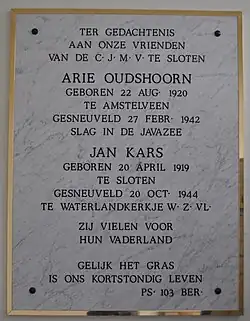 TER GEDACHTENIS
AAN ONZE VRIENDEN
VAN DE C·J·M·V· TE SLOTEN
ARIE OUDSHOORN
GEBOREN 22 AUG· 1920
TE AMSTELVEEN
GESNEUVELD 27 FEBR· 1942
SLAG IN DE JAVAZEE
JAN KARS
GEBOREN 20 APRIL 1919
TE SLOTEN
GESNEUVELD 20 OCT· 1944
TE WATERLANDKERKJE W·Z·VL·
ZIJ VIELEN VOOR
HUN VADERLAND
GELIJK HET GRAS
IS ONS KORTSTONDIG LEVEN
PS· 103 BER·